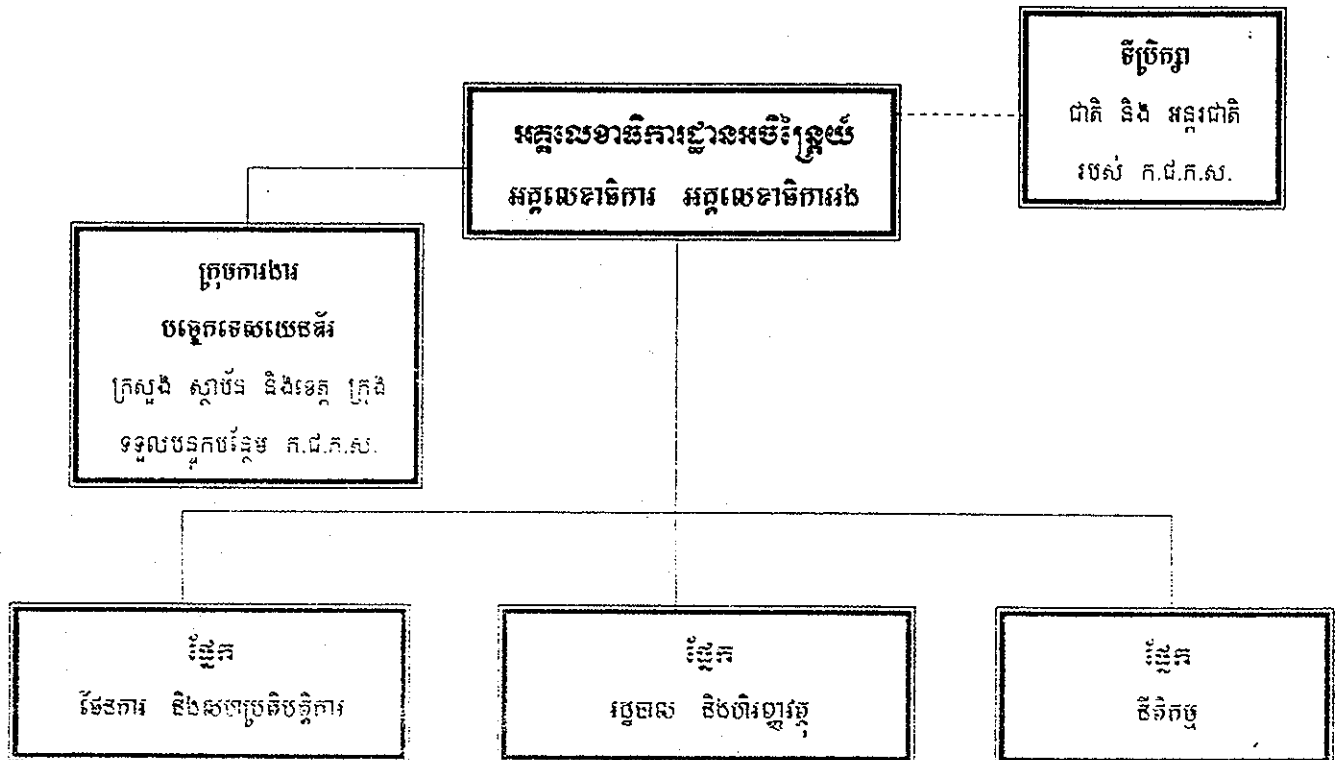 ទីប្រឹក្សា
ជាតិ និង អន្តរជាតិ
របស់ ក.ជ.ក.ស.
អគ្គលេខាធិការដ្ឋានអចិន្ត្រៃយ៍
អគ្គលេខាធិការ អគ្គលេខាធិការរង
ក្រុមការងារ
បច្ចេកទេសយេនឌ័រ
ក្រសួង ស្ថាប័ន និងខេត្ត ក្រុង
ទទួលបន្ទុកបន្ថែម ក.ជ.ក.ស.
ផ្នែក
ផែនការ និងសហប្រតិបត្តិការ
ផ្នែក
រដ្ឋបាល និងហិរញ្ញវត្ថុ
ផ្នែក
នីតិកម្ម